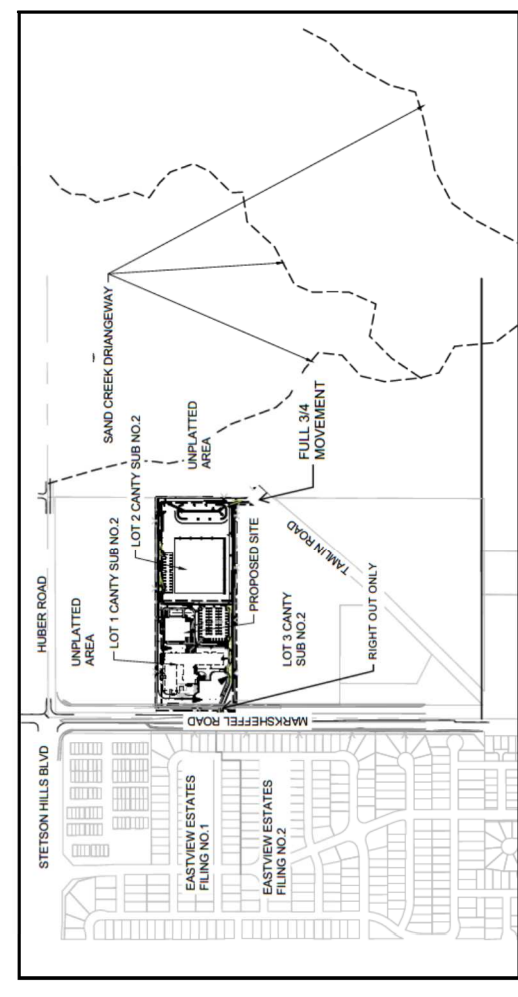 STETSON HILLS BLVD
HUBER ROAD
SAND CREEK DRIANGEWAY
UNPLATTED
AREA
LOT 1 CANTY SUB NO.2
LOT 2 CANTY SUB NO.2
UNPLATTED
AREA
EASTVIEW ESTATES
FILING NO.1
MARKSHEFFEL ROAD
PROPOSED SITE
EASTVIEW ESTATES
FILING NO.2
LOT 3 CANTY
SUB NO.2
FULL 3/4
MOVEMENT
TAMLIN ROAD
RIGHT OUT ONLY